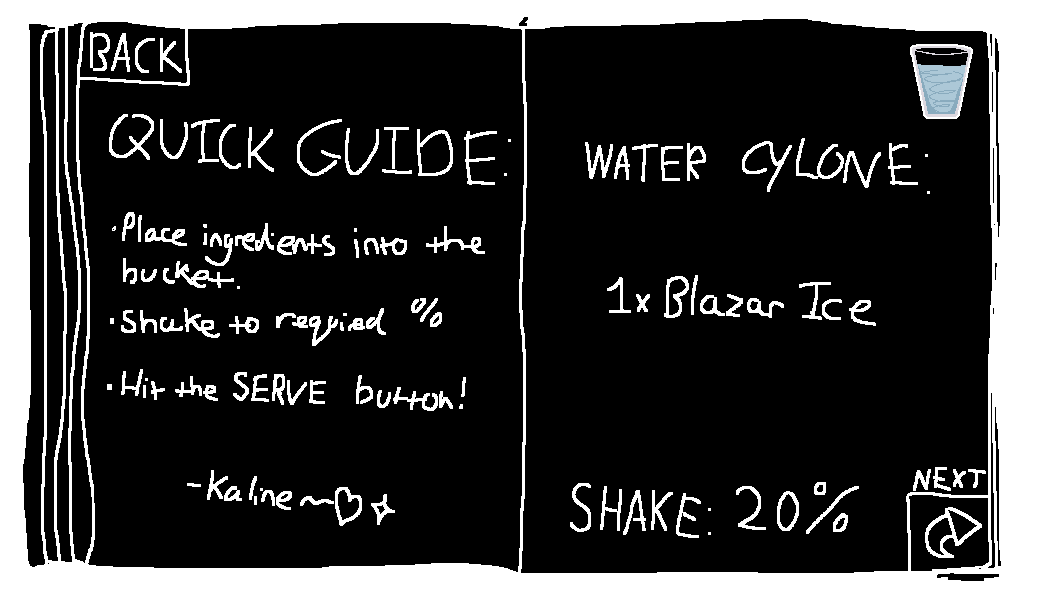 BACK
QUICK GUIDE:
·Place ingredients into the
bucket.
·Shake to required %
·Hit the SERVE button!
-Kaline~♡✧
WATER CYLONE:
1x Blazar Ice
SHAKE: 20%
NEXT